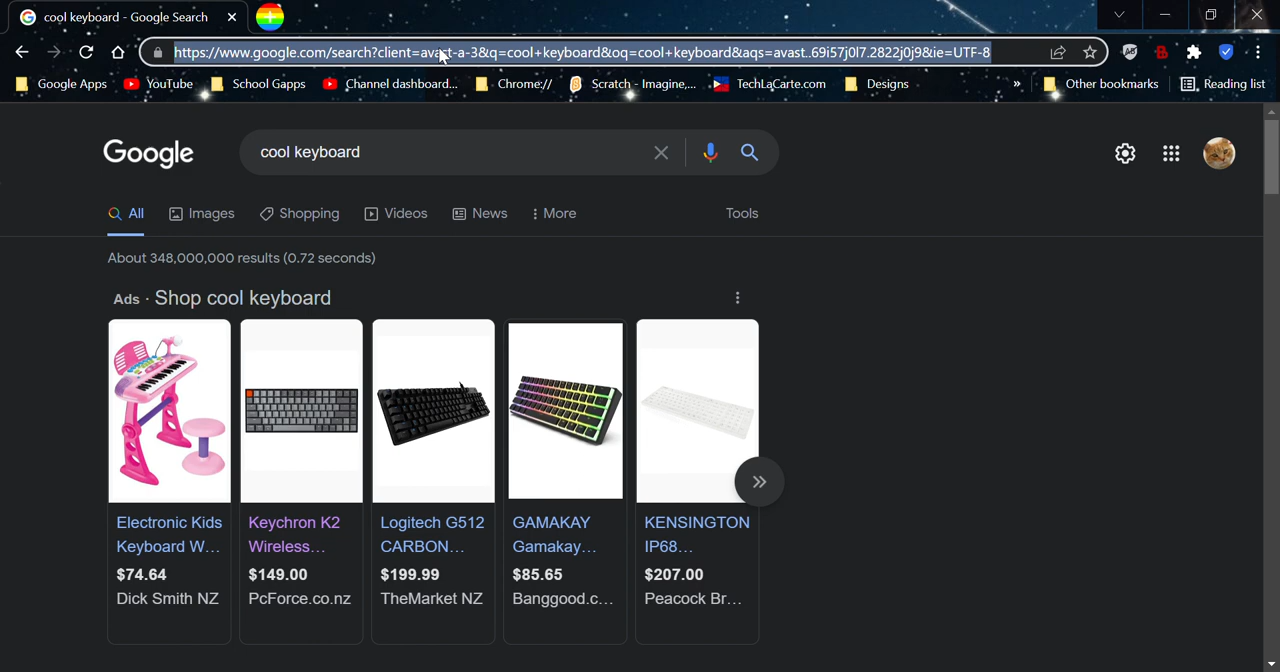 cool keyboard - Google Search
https://www.google.com/search?client=avast-a-3&q=cool+keyboard&oq=cool+keyboard&aqs=avast..69i57j0l7.2822j0j9&ie=UTF-8
Google Apps YouTube School Gapps Channel dashboard... Chrome:// Scratch - Imagine,... TechLaCarte.com Designs » Other bookmarks Reading list
Google cool keyboard
All Images Shopping Videos News More Tools
About 348,000,000 results (0.72 seconds)
Ads · Shop cool keyboard
Electronic Kids
Keyboard W...
$74.64
Dick Smith NZ
Keychron K2
Wireless...
$149.00
PcForce.co.nz
Logitech G512
CARBON...
$199.99
TheMarket NZ
GAMAKAY
Gamakay...
$85.65
Banggood.c...
KENSINGTON
IP68...
$207.00
Peacock Br...